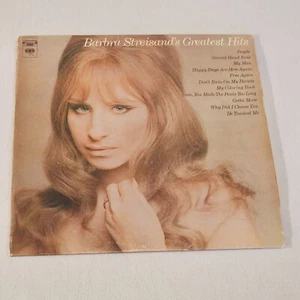 Barbra Streisand's Greatest Hits
People
Second Hand Rose
My Man
Happy Days Are Here Again
Free Again
Don't Rain On My Parade
My Coloring Book
Sam, You Made The Pants Too Long
Gotta Move
Why Did I Choose You
He Touched Me